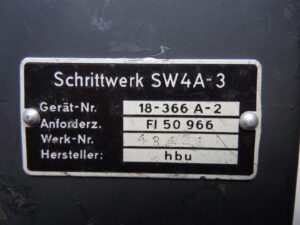 Schrittwerk SW4A-3
Gerät-Nr. 18-366 A-2
Anforderz. Fl 50 966
Werk-Nr.
Hersteller: hbu